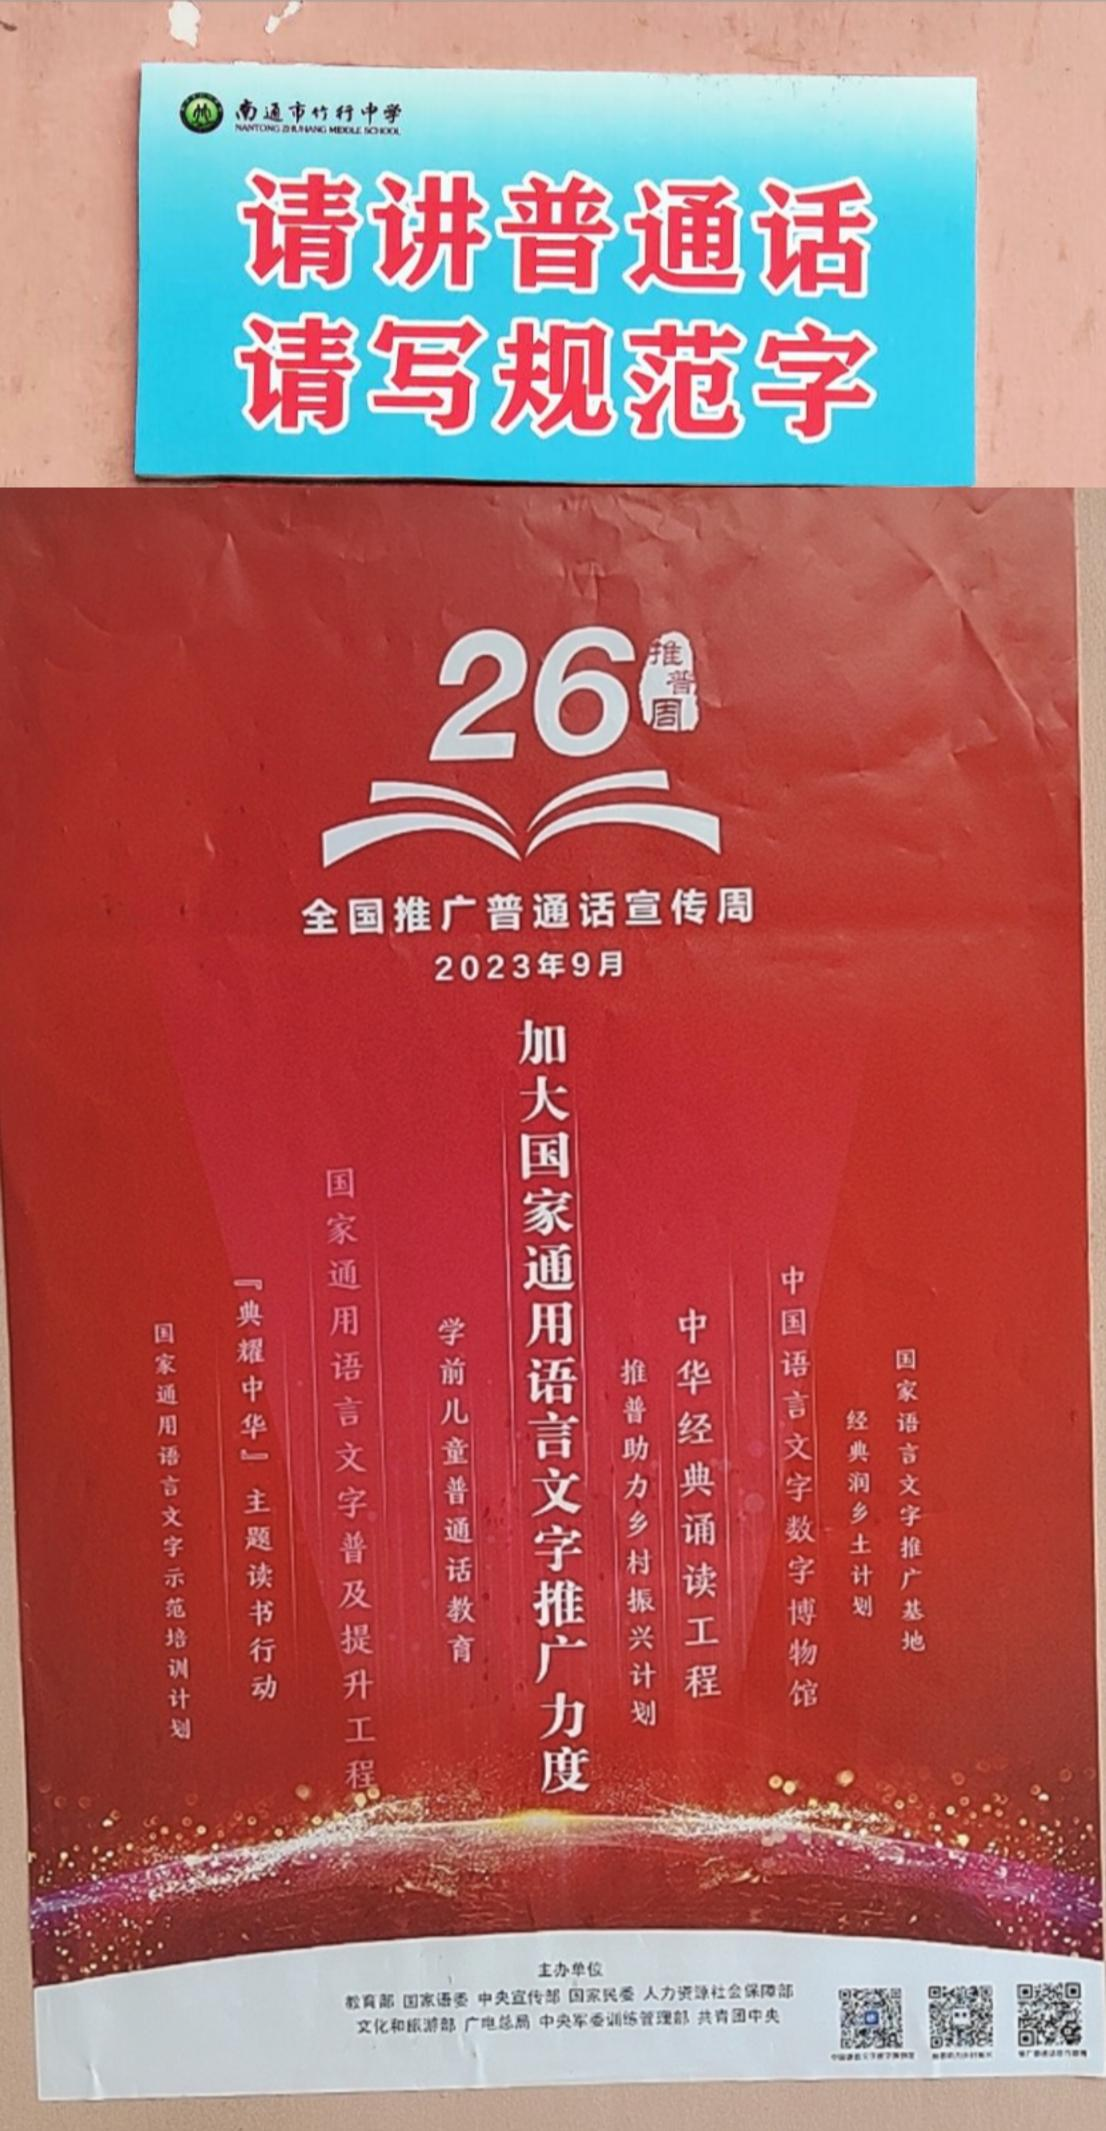 南通市竹行中学
NANTONG ZHUHANG MIDDLE SCHOOL
请讲普通话
请写规范字
26
推普周
全国推广普通话宣传周
2023年9月
加大国家通用语言文字推广力度
国家通用语言文字示范培训计划
『典耀中华』主题读书行动
国家通用语言文字普及提升工程
学前儿童普通话教育
推普助力乡村振兴计划
中华经典诵读工程
中国语言文字数字博物馆
经典润乡土计划
国家语言文字推广基地
主办单位
教育部 国家语委 中央宣传部 国家民委 人力资源社会保障部
文化和旅游部 广电总局 中央军委训练管理部 共青团中央